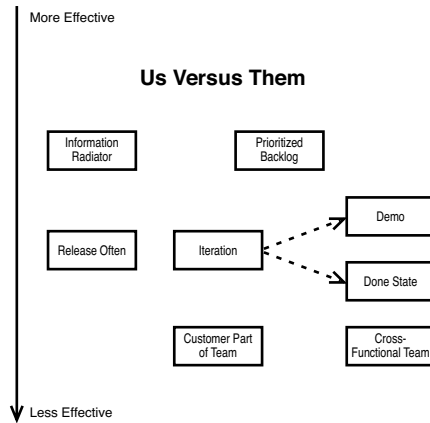 More Effective
Us Versus Them
Information
Radiator
Prioritized
Backlog
Demo
Release Often
Iteration
Done State
Customer Part
of Team
Cross-
Functional Team
Less Effective